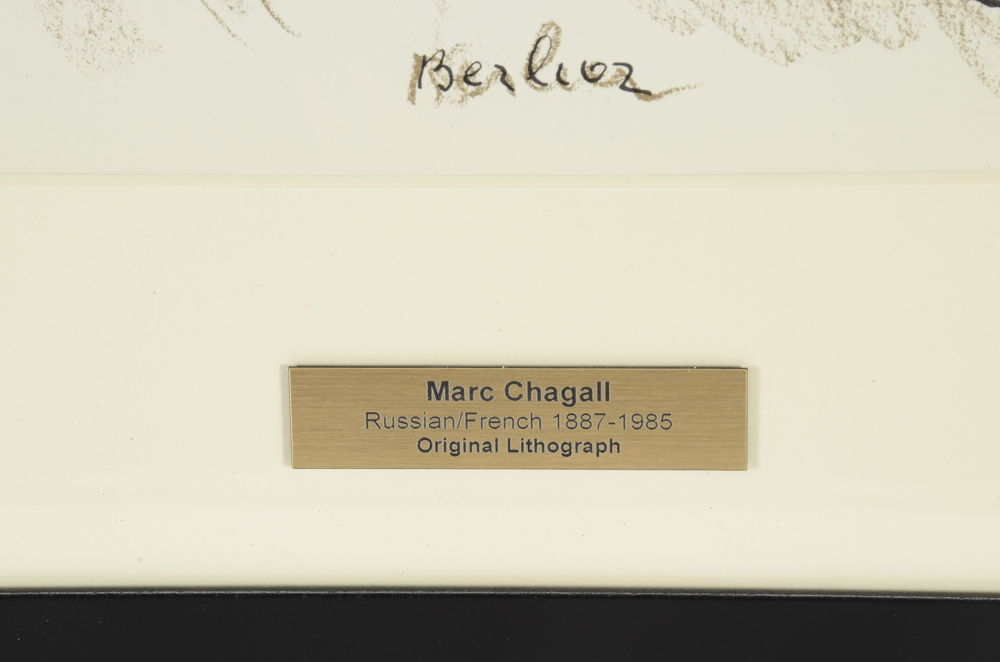 Berlioz
Marc Chagall
Russian/French 1887-1985
Original Lithograph